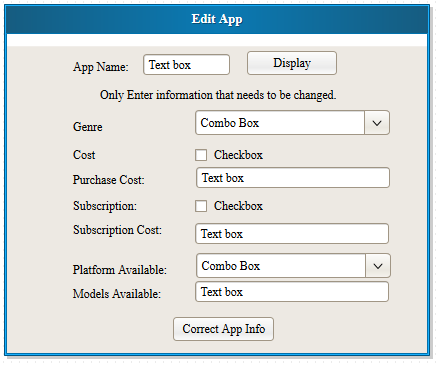 Edit App
App Name: Text box Display
Only Enter information that needs to be changed.
Genre Combo Box
Cost Checkbox
Purchase Cost: Text box
Subscription: Checkbox
Subscription Cost: Text box
Platform Available: Combo Box
Models Available: Text box
Correct App Info